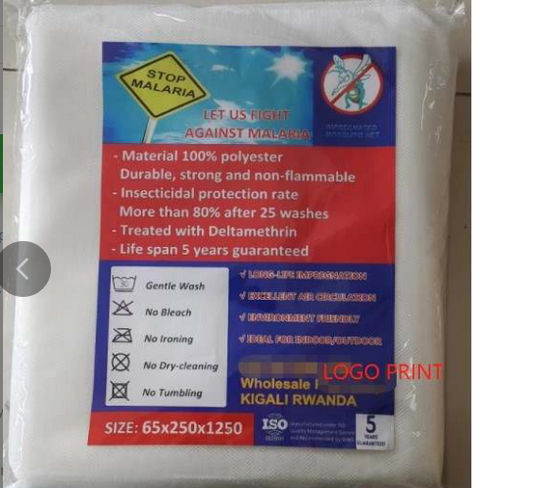 STOP
MALARIA
LET US FIGHT
AGAINST MALARIA
IMPREGNATED
MOSQUITO NET
- Material 100% polyester
Durable, strong and non-flammable
- Insecticidal protection rate
More than 80% after 25 washes
- Treated with Deltamethrin
- Life span 5 years guaranteed
30
Gentle Wash
No Bleach
No Ironing
No Dry-cleaning
No Tumbling
√ LONG-LIFE IMPREGNATION
√ EXCELLENT AIR CIRCULATION
√ ENVIRONMENT FRIENDLY
√ IDEAL FOR INDOOR/OUTDOOR
LOGO PRINT
Wholesale
KIGALI RWANDA
SIZE: 65x250x1250
ISO
5
YEARS
GUARANTEED